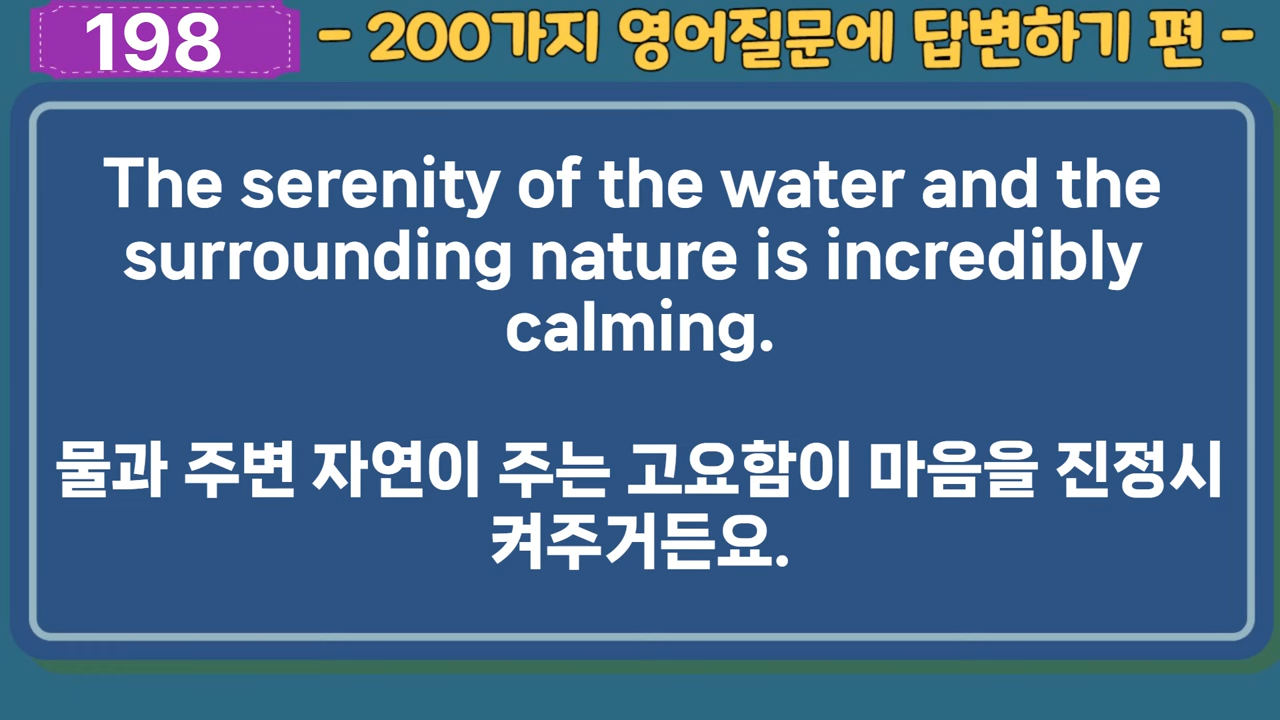 198
- 200가지 영어질문에 답변하기 편 -
The serenity of the water and the
surrounding nature is incredibly
calming.
물과 주변 자연이 주는 고요함이 마음을 진정시
켜주거든요.